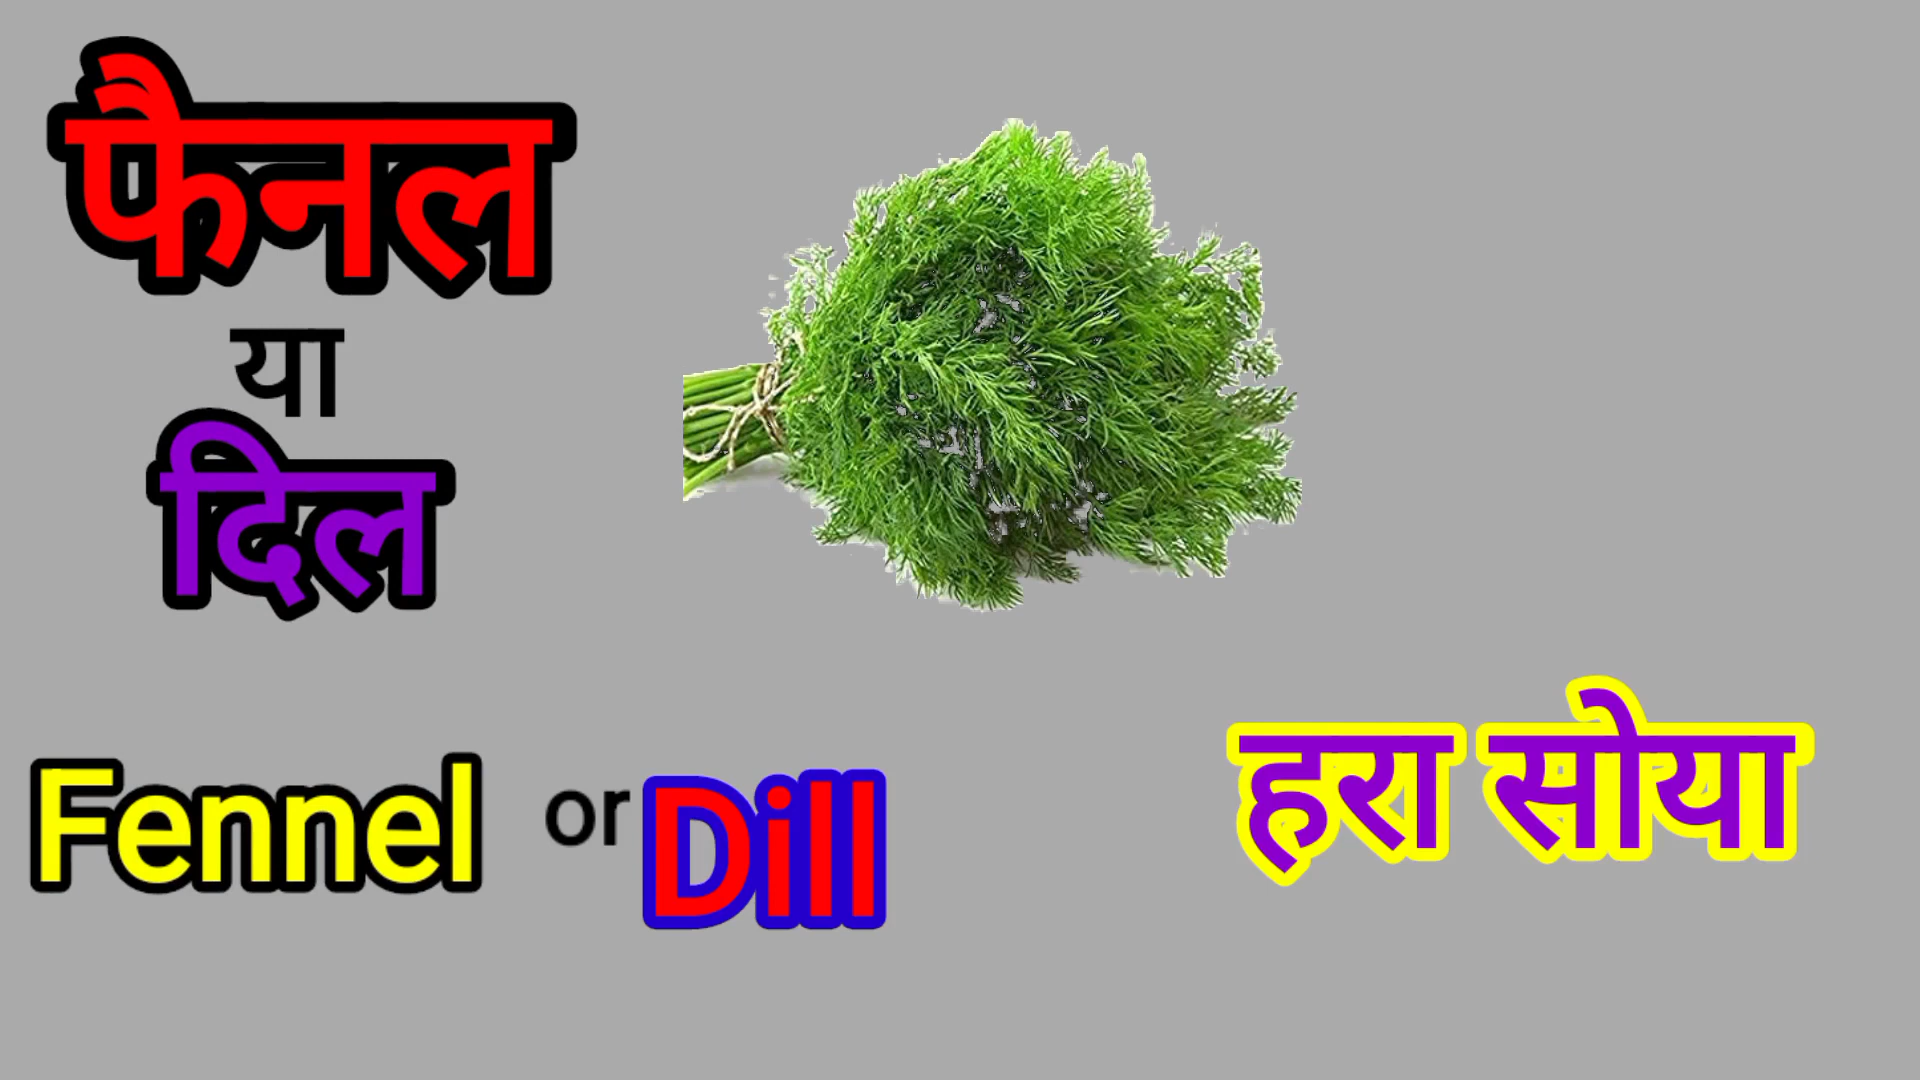 फैनल
या
दिल
Fennel or Dill
हरा सोया